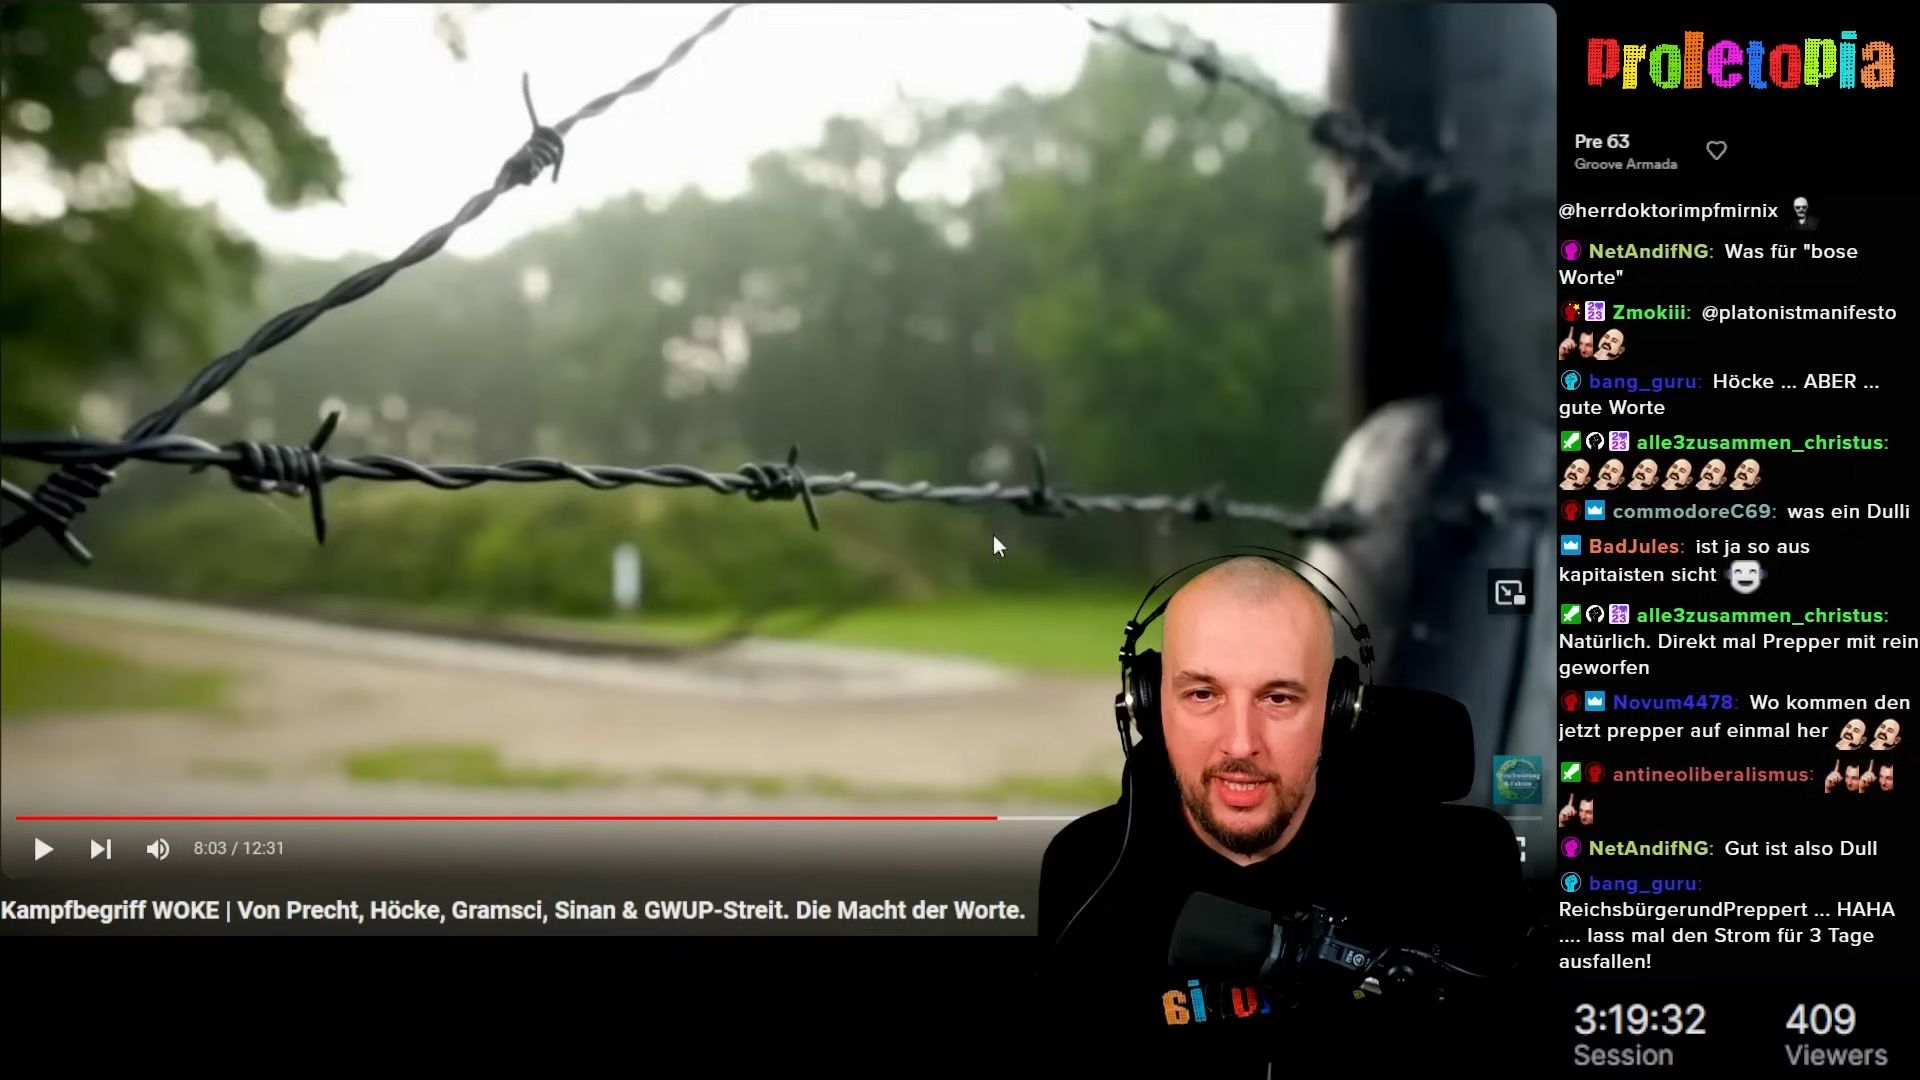 Proletopia
Pre 63
Groove Armada
@herrdoktorimpfmirnix
NetAndifNG: Was für "bose
Worte"
Zmokiii: @platonistmanifesto
bang_guru: Höcke ... ABER ...
gute Worte
alle3zusammen_christus:
commodoreC69: was ein Dulli
BadJules: ist ja so aus
kapitaisten sicht
alle3zusammen_christus:
Natürlich. Direkt mal Prepper mit rein
geworfen
Novum4478: Wo kommen den
jetzt prepper auf einmal her
antineoliberalismus:
NetAndifNG: Gut ist also Dull
bang_guru:
ReichsbürgerundPreppert ... HAHA
.... lass mal den Strom für 3 Tage
ausfallen!
3:19:32
Session
409
Viewers
8:03 / 12:31
Kampfbegriff WOKE | Von Precht, Höcke, Gramsci, Sinan & GWUP-Streit. Die Macht der Worte.